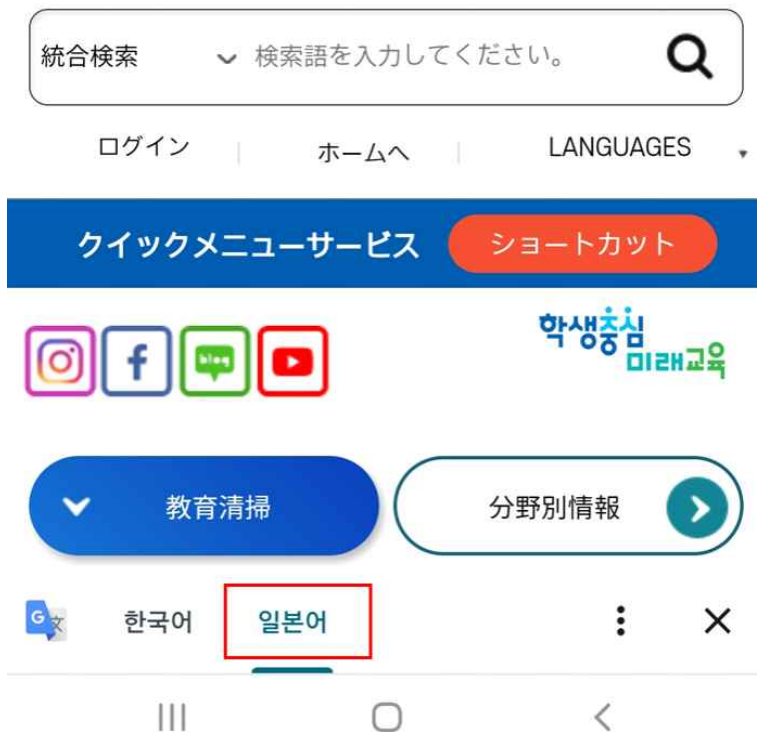 統合検索 検索語を入力してください。
ログイン ホームへ LANGUAGES
クイックメニューサービス ショートカット
f blog
학생중심
미래교육
教育清掃 分野別情報
G 文 한국어 일본어